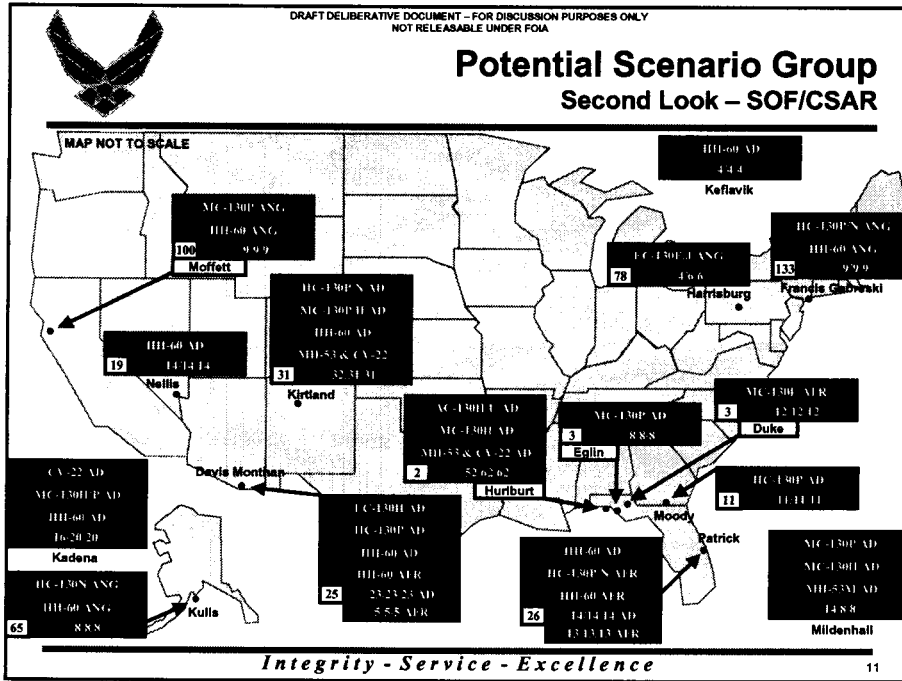 DRAFT DELIBERATIVE DOCUMENT – FOR DISCUSSION PURPOSES ONLY
NOT RELEASABLE UNDER FOIA
Potential Scenario Group
Second Look – SOF/CSAR
MAP NOT TO SCALE
HH-60 AD
4/4/4
Keflavik
MC-130P ANG
HH-60 ANG
9/9/9
100
Moffett
HC-130P/N ANG
HH-60 ANG
9/9/9
133
Francis Gabreski
EC-130E/J ANG
4/6/6
78
Harrisburg
HC-130P/N AD
MC-130P/H AD
HH-60 AD
MH-53 & CV-22
32/31/31
31
Kirtland
HH-60 AD
14/14/14
19
Nellis
AC-130H/U AD
MC-130H AD
MH-53 & CV-22 AD
52/62/62
2
Hurlburt
MC-130P AD
8/8/8
3
Eglin
MC-130E AFR
12/12/12
3
Duke
HC-130P AD
11/11/11
11
Moody
CV-22 AD
MC-130H/P AD
HH-60 AD
16/20/20
Kadena
Davis Monthan
EC-130H AD
HC-130P AD
HH-60 AD
HH-60 AFR
23/23/23 AD
5/5/5 AFR
25
Patrick
HH-60 AD
HC-130P/N AFR
HH-60 AFR
14/14/14 AD
13/13/13 AFR
26
MC-130P AD
MC-130H AD
MH-53M AD
14/8/8
Mildenhall
HC-130N ANG
HH-60 ANG
8/8/8
65
Kulis
Integrity - Service - Excellence
11